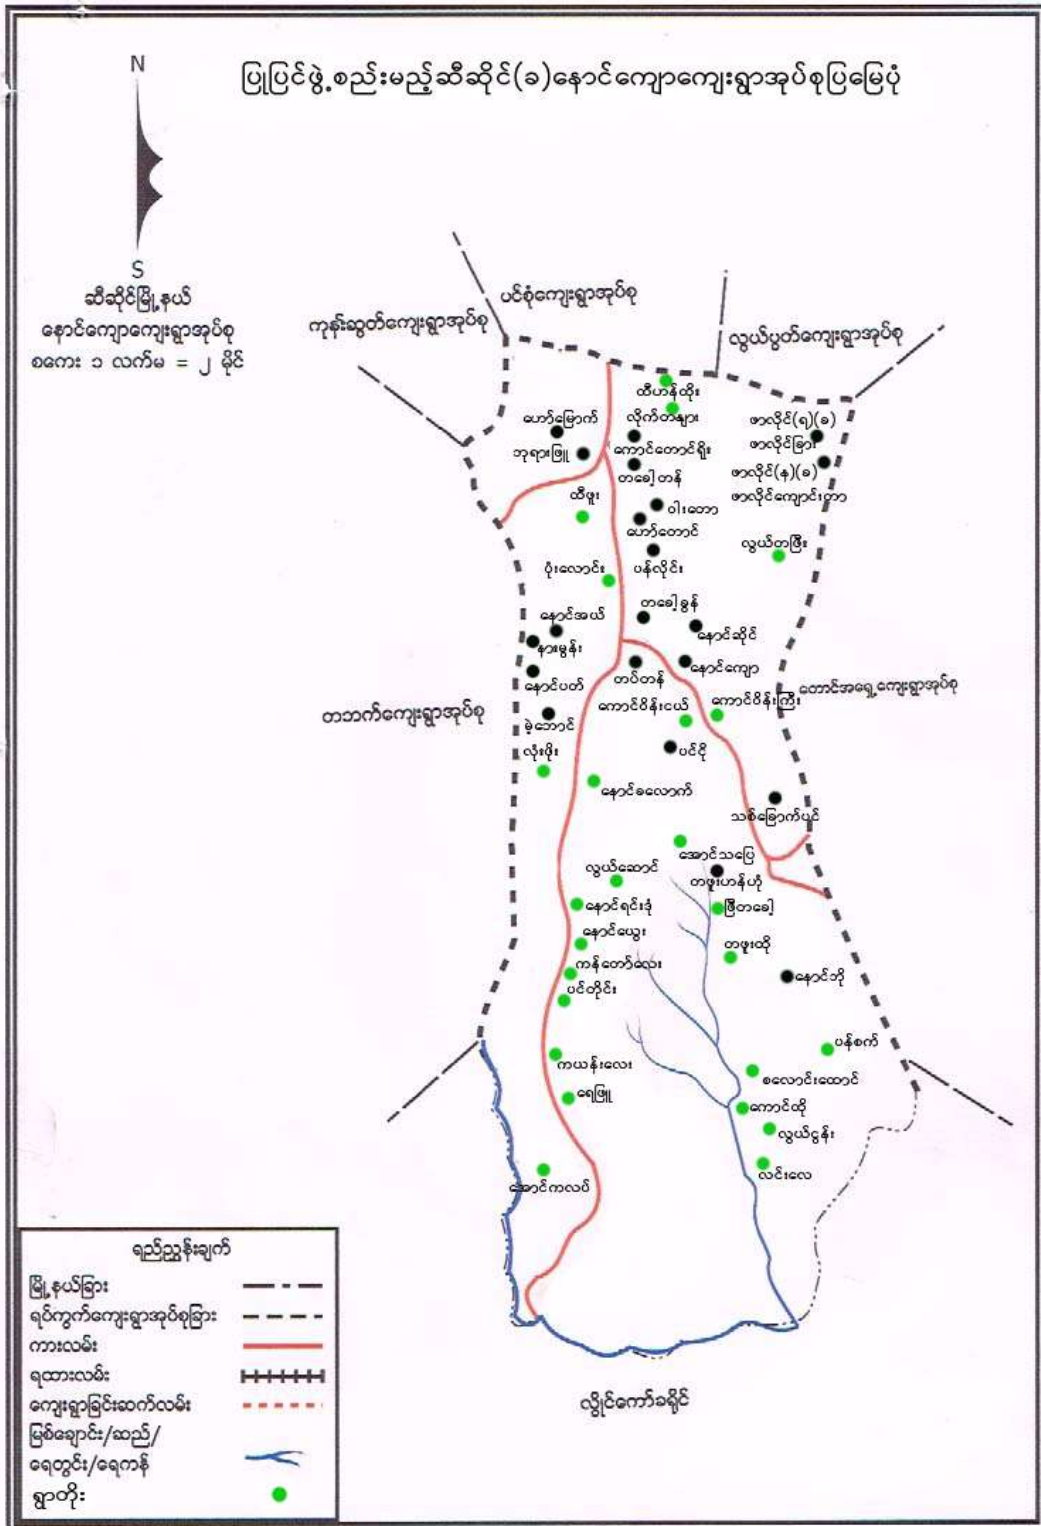 ပြုပြင်ဖွဲ့စည်းမည့်ဆီဆိုင်(ခ)နောင်ကျောကျေးရွာအုပ်စုပြမြေပုံ
N
S
ဆီဆိုင်မြို့နယ်
နောင်ကျောကျေးရွာအုပ်စု
စကေး ၁ လက်မ = ၂ မိုင်
ပင်စုံကျေးရွာအုပ်စု
ကုန်းဆွတ်ကျေးရွာအုပ်စု
လွယ်ပွတ်ကျေးရွာအုပ်စု
ထီဟန်ထိုး
ဟော်မြောက်
လိုက်တများ
ဖာလိုင်(ရ)(ခ)
ဖာလိုင်ခြား
ဘုရားဖြူ
ကောင်တောင်ရိုး
တခေါ့တန်
ဖာလိုင်(န)(ခ)
ဖာလိုင်ကျောင်းတာ
ထီဖူး
ဝါးတော
ဟော်တောင်
လွယ်တဖြီး
ပုံးလောင်း
ပန်လိုင်း
တခေါ့ခွန်
နောင်အယ်
နောင်ဆိုင်
နားမွန်း
နောင်ကျော
တပ်တန်
နောင်ပတ်
တောင်အရှေ့ကျေးရွာအုပ်စု
ကောင်ဝိန်းငယ်
ကောင်ဝိန်းကြီး
တဘက်ကျေးရွာအုပ်စု
မဲ့ဘောင်
လုံးဖိုး
ပင်ငို
နောင်ခလောက်
သစ်ခြောက်ပင်
အောင်သပြေ
လွယ်ဆောင်
တဖူးဟန်ဟုံ
နောင်ရင်းဒုံ
ဖြီတခေါ့
နောင်ယွေး
တဖူးထို
ကန်တော်လေး
နောင်ဘို
ပင်တိုင်း
ပန်စက်
ကယန်းလေး
စလောင်းထောင်
ရေဖြူ
ကောင်ထို
လွယ်ငွန်း
လင်းလေ
အောင်ကလပ်
လွိုင်ကော်ခရိုင်
ရည်ညွှန်းချက်
မြို့နယ်ခြား
ရပ်ကွက်ကျေးရွာအုပ်စုခြား
ကားလမ်း
ရထားလမ်း
ကျေးရွာခြင်းဆက်လမ်း
မြစ်ချောင်း/ဆည်/
ရေတွင်း/ရေကန်
ရွာတိုး